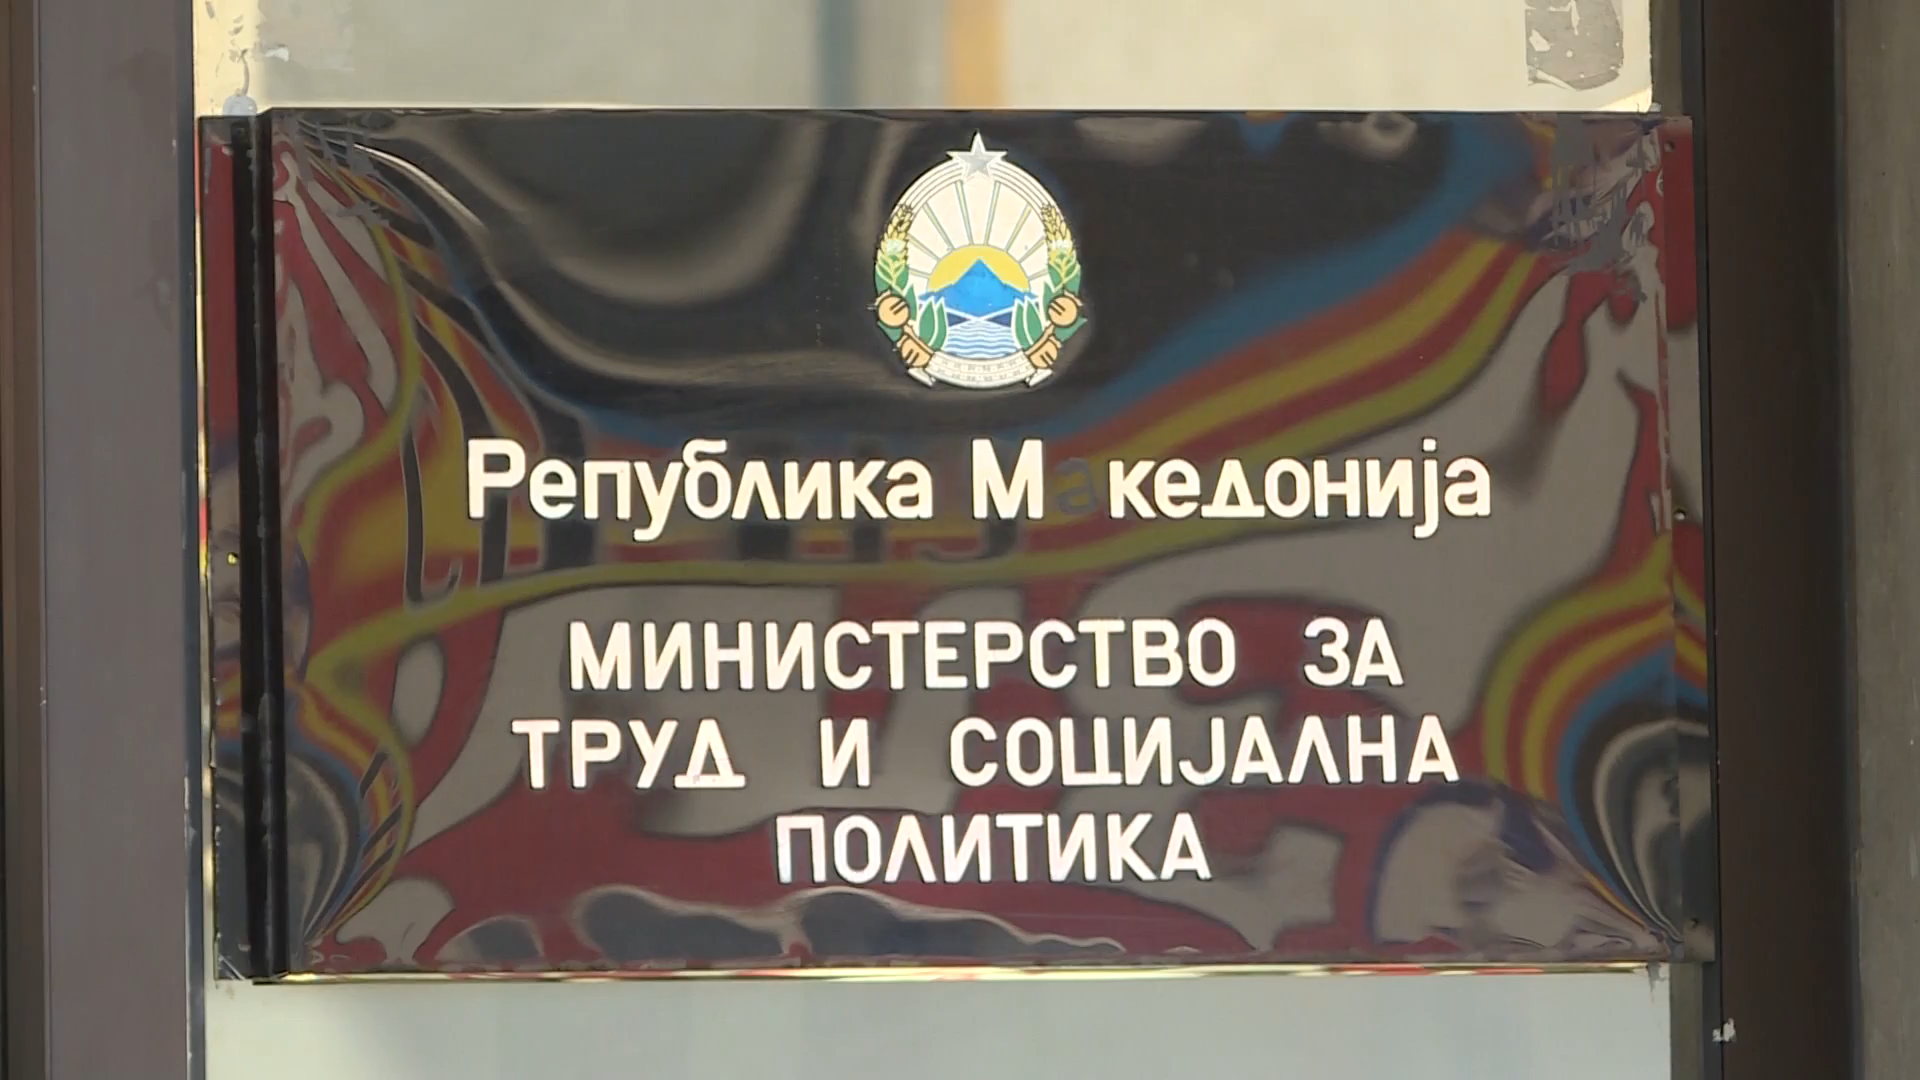 Република Македонија
МИНИСТЕРСТВО ЗА
ТРУД И СОЦИЈАЛНА
ПОЛИТИКА